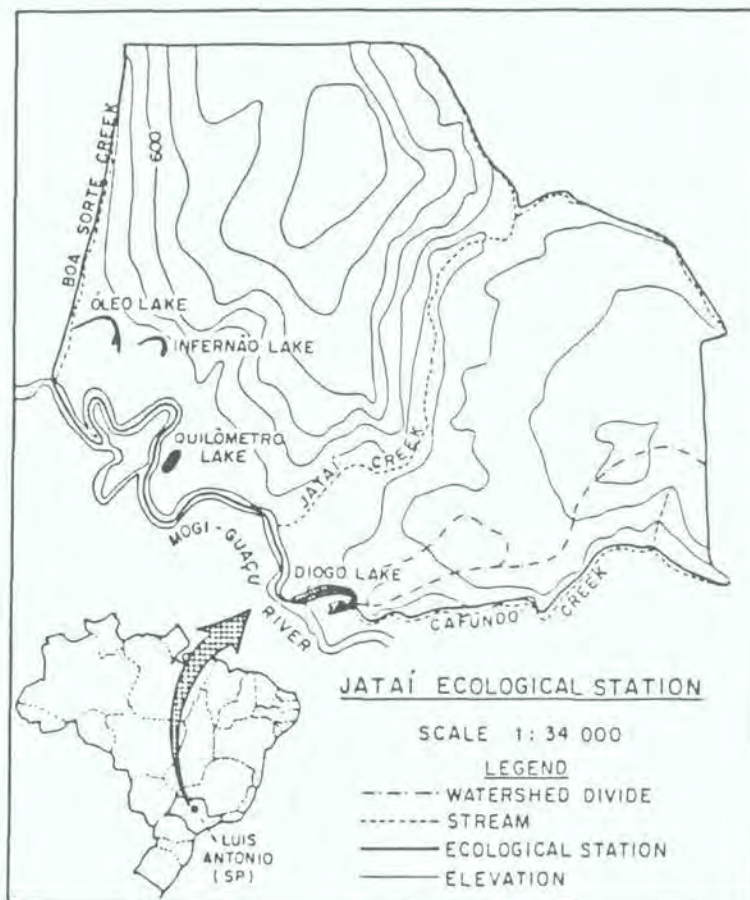 600
BOA SORTE CREEK
ÓLEO LAKE
INFERNÃO LAKE
QUILÔMETRO
LAKE
JATAÍ CREEK
MOGI-GUAÇU
RIVER
DIOGO LAKE
CAFUNDO CREEK
LUIS
ANTONIO
(SP)
JATAÍ ECOLOGICAL STATION
SCALE 1:34 000
LEGEND
WATERSHED DIVIDE
STREAM
ECOLOGICAL STATION
ELEVATION